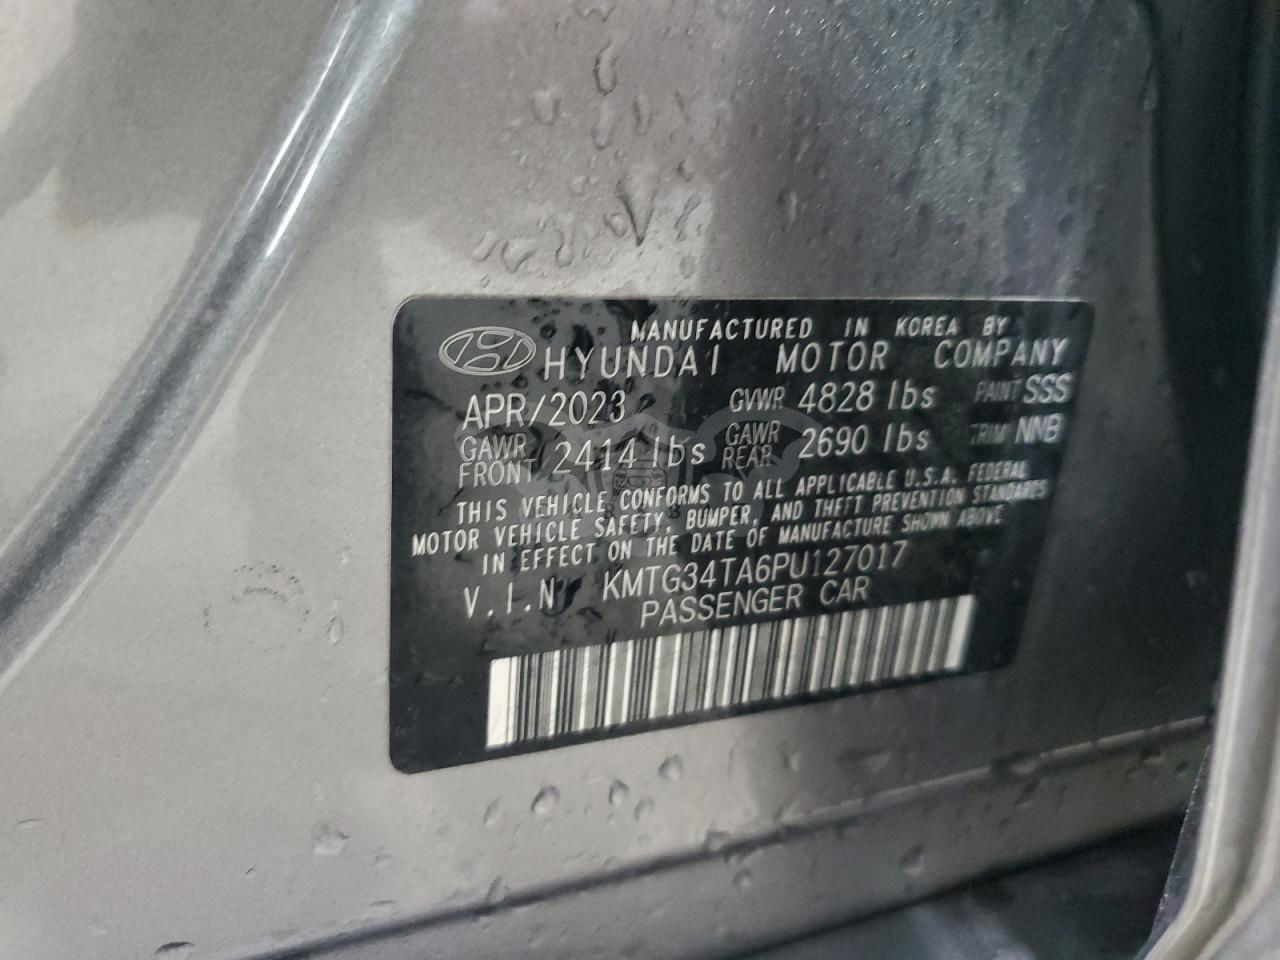 MANUFACTURED IN KOREA BY
HYUNDAI MOTOR COMPANY
APR/2023 GVWR 4828 lbs PAINT SSS
GAWR FRONT 2414 lbs GAWR REAR 2690 lbs TRIM NNB
THIS VEHICLE CONFORMS TO ALL APPLICABLE U.S.A. FEDERAL
MOTOR VEHICLE SAFETY, BUMPER, AND THEFT PREVENTION STANDARDS
IN EFFECT ON THE DATE OF MANUFACTURE SHOWN ABOVE
V.I.N KMTG34TA6PU127017
PASSENGER CAR